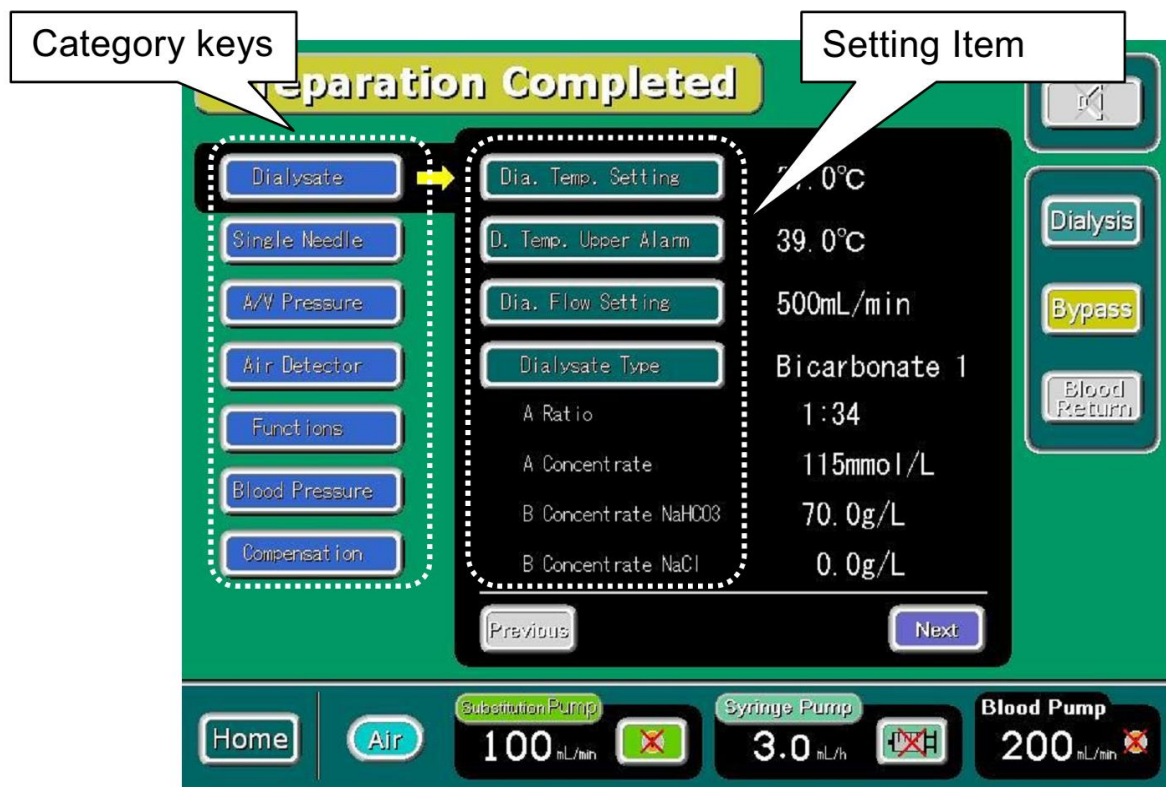 Category keys
Setting Item
eparation Completed
Dialysate
Dia. Temp. Setting
7.0℃
Single Needle
D. Temp. Upper Alarm
39.0℃
A/V Pressure
Dia. Flow Setting
500mL/min
Air Detector
Dialysate Type
Bicarbonate 1
Functions
A Ratio
1:34
Blood Pressure
A Concentrate
115mmol/L
Compensation
B Concentrate NaHCO3
70.0g/L
B Concentrate NaCl
0.0g/L
Previous
Next
Dialysis
Bypass
Blood
Return
Home
Air
Substitution Pump
100 mL/min
Syringe Pump
3.0 mL/h
Blood Pump
200 mL/min